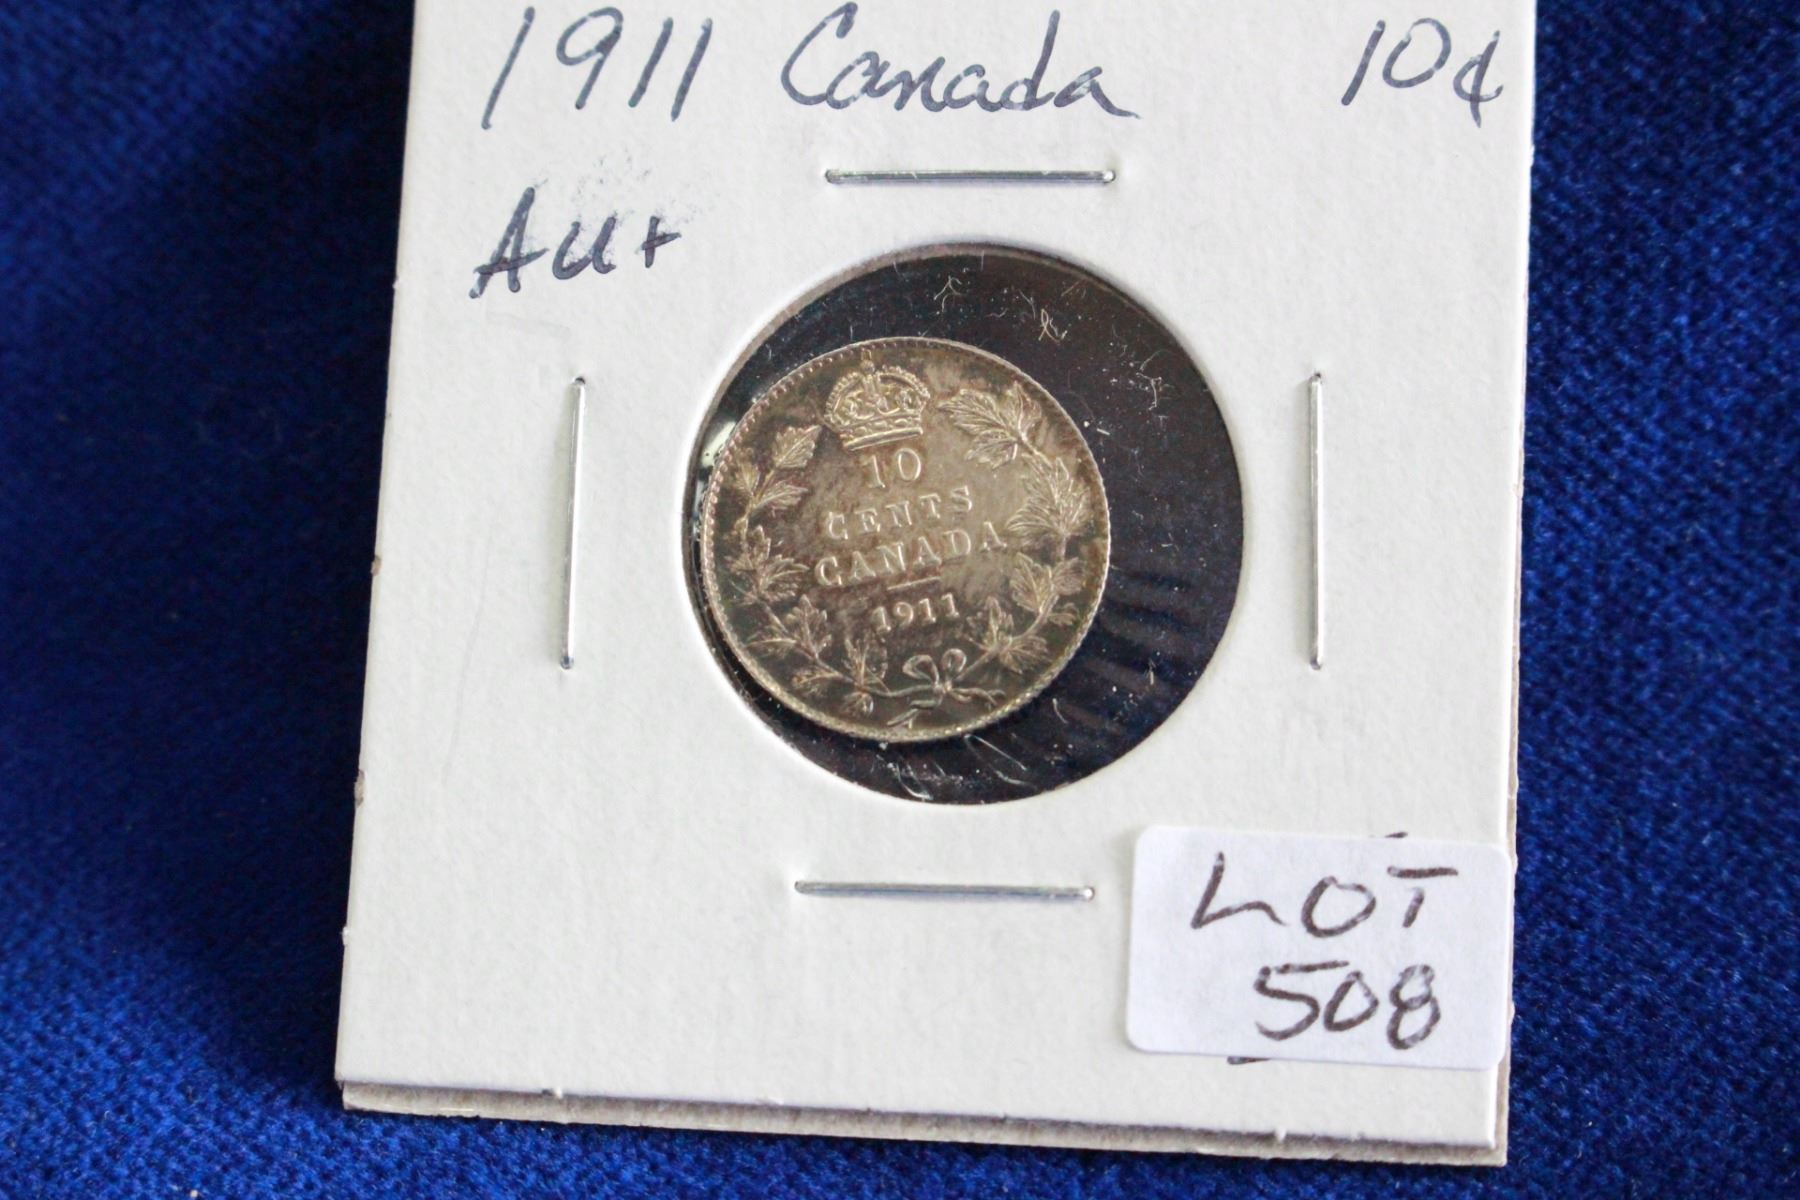 1911 Canada 10¢
AU+
10
CENTS
CANADA
1911
LOT
508